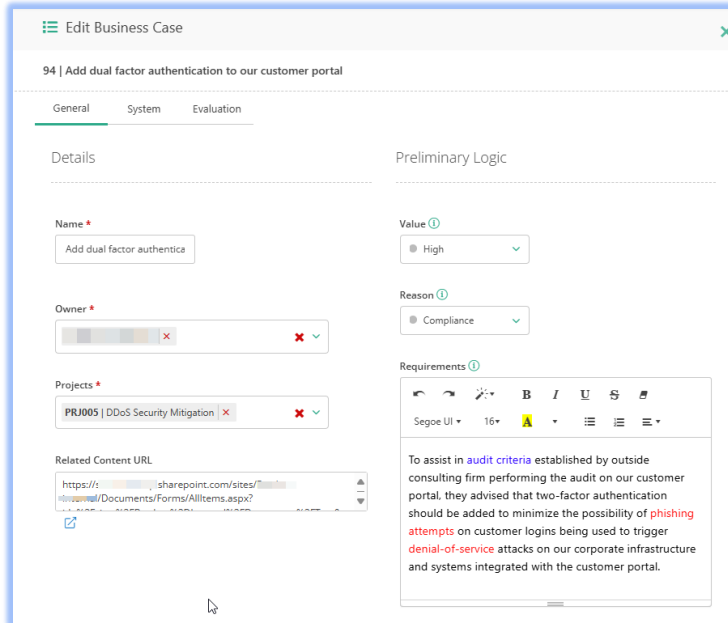 Edit Business Case
94 | Add dual factor authentication to our customer portal
General System Evaluation
Details
Name *
Add dual factor authentica
Owner *
Projects *
PRJ005 | DDoS Security Mitigation
Related Content URL
https://s sharepoint.com/sites/
/Documents/Forms/AllItems.aspx?
Preliminary Logic
Value
High
Reason
Compliance
Requirements
B I U S
Segoe UI 16 A
To assist in audit criteria established by outside
consulting firm performing the audit on our customer
portal, they advised that two-factor authentication
should be added to minimize the possibility of phishing
attempts on customer logins being used to trigger
denial-of-service attacks on our corporate infrastructure
and systems integrated with the customer portal.